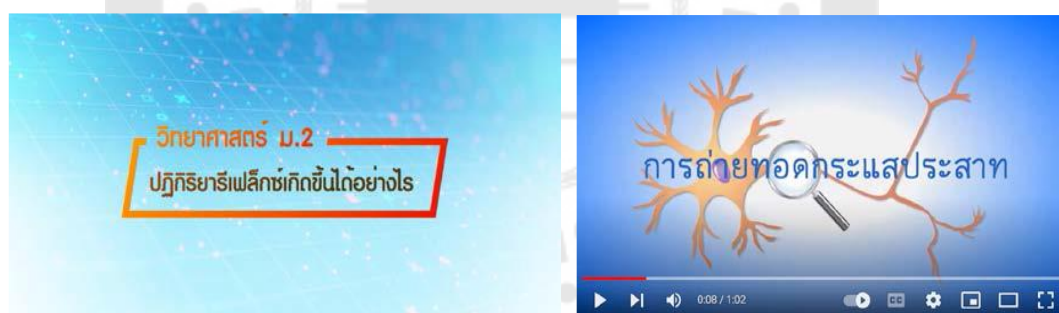 วิทยาศาสตร์ ม.2
ปฏิกิริยารีเฟล็กซ์เกิดขึ้นได้อย่างไร
การถ่ายทอดกระแสประสาท
0:08 / 1:02
CC